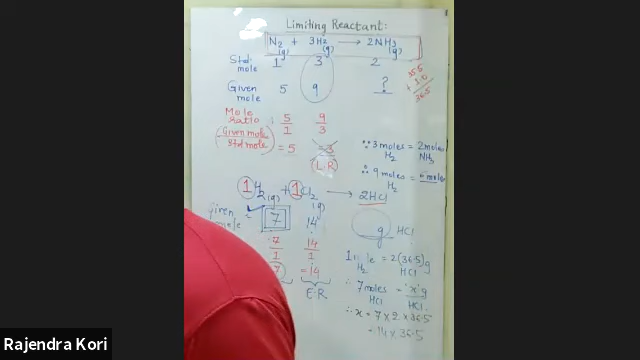 Limiting Reactant:
N2 (g) + 3H2 (g) → 2NH3 (g)
Std. mole 1 3 2
Given mole 5 9 ?
35.5
+ 1.0
36.5
Mole ratio : 5/1 9/3
(Given mole / Std mole) = 5 = 3
L R
∵ 3 moles H2 = 2 moles NH3
∴ 9 moles H2 = 6 moles
1 H2 (g) + 1 Cl2 (g) → 2HCl
Given = 7 14
g HCl
7/1 14/1
7 = 14
E.R
H2 = 2(36.5)g HCl
∴ 7 moles HCl = 'x' g HCl
∴ x = 7 x 2 x 36.5
= 14 x 36.5
Rajendra Kori